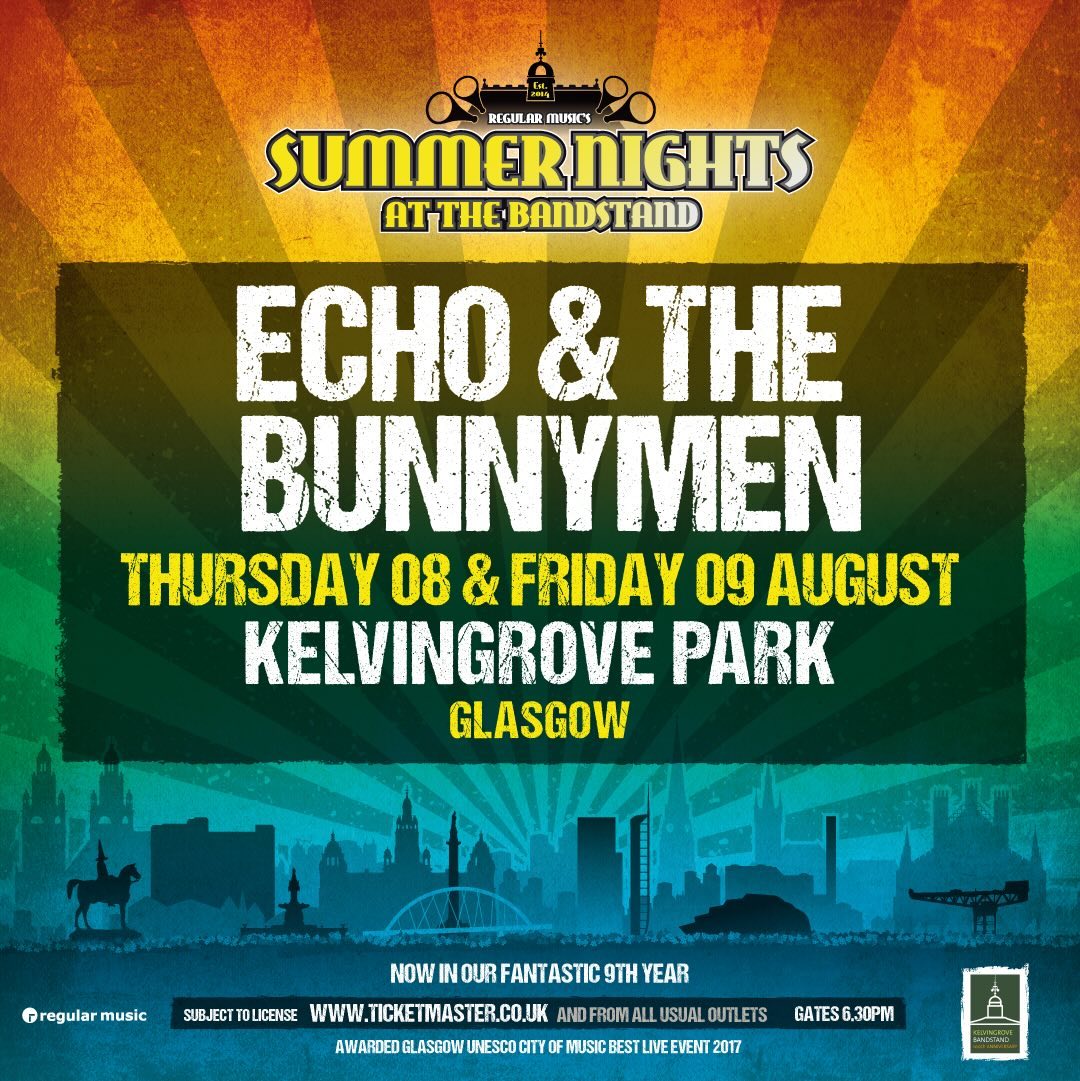 Est.
2014
REGULAR MUSIC'S
SUMMER NIGHTS
AT THE BANDSTAND
ECHO & THE
BUNNYMEN
THURSDAY 08 & FRIDAY 09 AUGUST
KELVINGROVE PARK
GLASGOW
NOW IN OUR FANTASTIC 9TH YEAR
regular music
SUBJECT TO LICENSE WWW.TICKETMASTER.CO.UK AND FROM ALL USUAL OUTLETS GATES 6.30PM
AWARDED GLASGOW UNESCO CITY OF MUSIC BEST LIVE EVENT 2017
KELVINGROVE
BANDSTAND